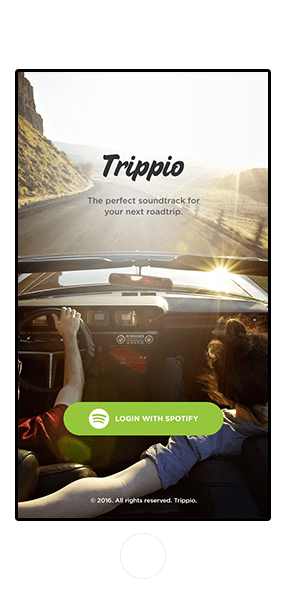 Trippio
The perfect soundtrack for
your next roadtrip.
LOGIN WITH SPOTIFY
© 2016. All rights reserved. Trippio.